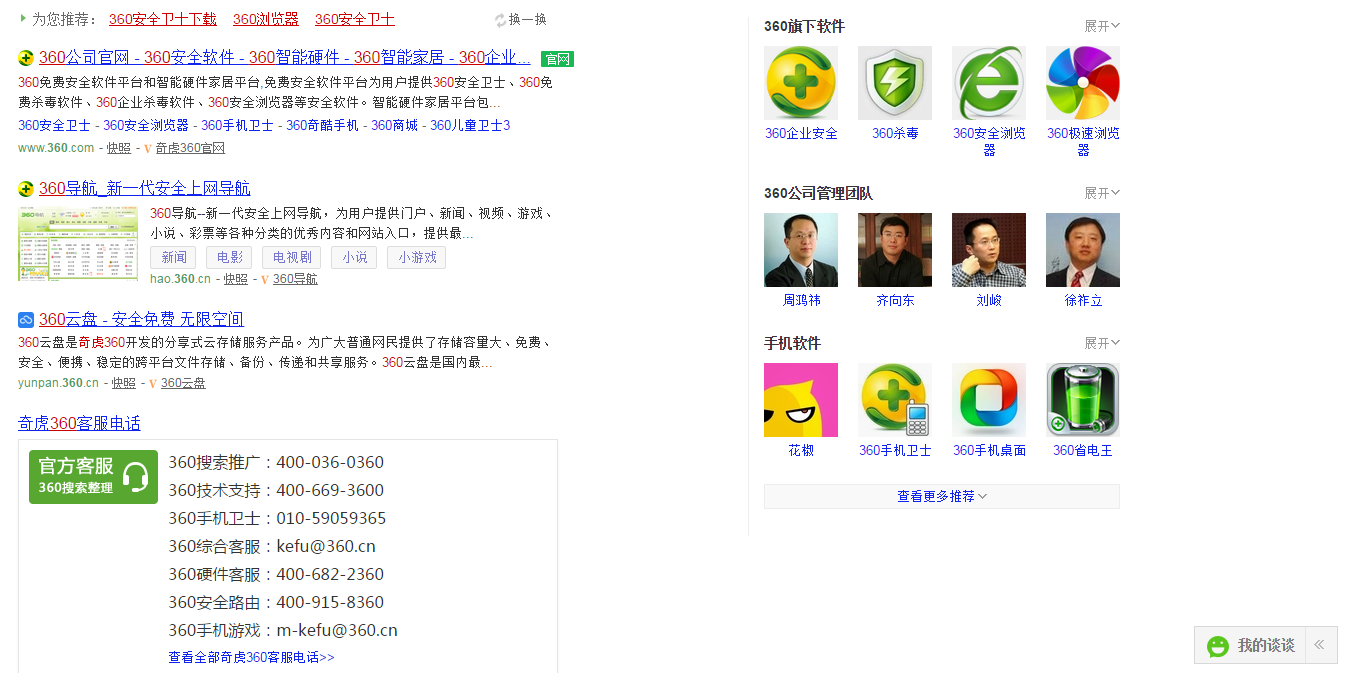 为您推荐： 360安全卫士下载 360浏览器 360安全卫士 换一换
360公司官网 - 360安全软件 - 360智能硬件 - 360智能家居 - 360企业... 官网
360免费安全软件平台和智能硬件家居平台,免费安全软件平台为用户提供360安全卫士、360免
费杀毒软件、360企业杀毒软件、360安全浏览器等安全软件。智能硬件家居平台包...
360安全卫士 - 360安全浏览器 - 360手机卫士 - 360奇酷手机 - 360商城 - 360儿童卫士3
www.360.com - 快照 - V 奇虎360官网
360导航_新一代安全上网导航
360导航--新一代安全上网导航，为用户提供门户、新闻、视频、游戏、
小说、彩票等各种分类的优秀内容和网站入口，提供最...
新闻 电影 电视剧 小说 小游戏
hao.360.cn - 快照 - V 360导航
360云盘 - 安全免费 无限空间
360云盘是奇虎360开发的分享式云存储服务产品。为广大普通网民提供了存储容量大、免费、
安全、便携、稳定的跨平台文件存储、备份、传递和共享服务。360云盘是国内最...
yunpan.360.cn - 快照 - V 360云盘
奇虎360客服电话
官方客服
360搜索整理
360搜索推广：400-036-0360
360技术支持：400-669-3600
360手机卫士：010-59059365
360综合客服：kefu@360.cn
360硬件客服：400-682-2360
360安全路由：400-915-8360
360手机游戏：m-kefu@360.cn
查看全部奇虎360客服电话>>
360旗下软件 展开
360企业安全 360杀毒 360安全浏览器 360极速浏览器
360公司管理团队 展开
周鸿祎 齐向东 刘峻 徐祚立
手机软件 展开
花椒 360手机卫士 360手机桌面 360省电王
查看更多推荐
我的谈谈 «